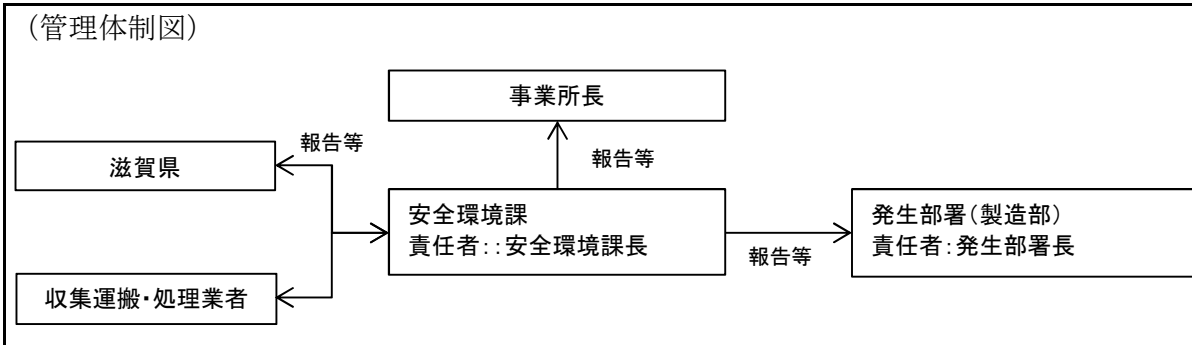 （管理体制図）
事業所長
報告等
滋賀県
報告等
安全環境課
責任者：：安全環境課長
報告等
発生部署（製造部）
責任者：発生部署長
収集運搬・処理業者